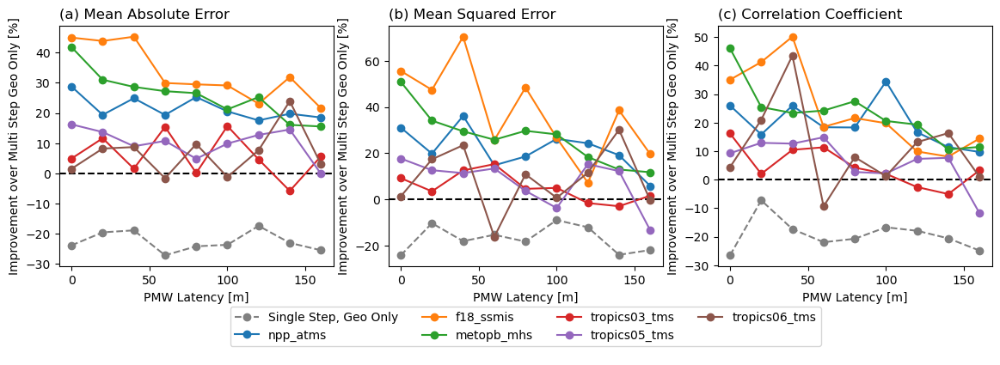 (a) Mean Absolute Error
Improvement over Multi Step Geo Only [%]
40
30
20
10
0
−10
−20
−30
0
50
100
150
PMW Latency [m]
(b) Mean Squared Error
Improvement over Multi Step Geo Only [%]
60
40
20
0
−20
0
50
100
150
PMW Latency [m]
(c) Correlation Coefficient
Improvement over Multi Step Geo Only [%]
50
40
30
20
10
0
−10
−20
−30
0
50
100
150
PMW Latency [m]
Single Step, Geo Only
npp_atms
f18_ssmis
metopb_mhs
tropics03_tms
tropics05_tms
tropics06_tms